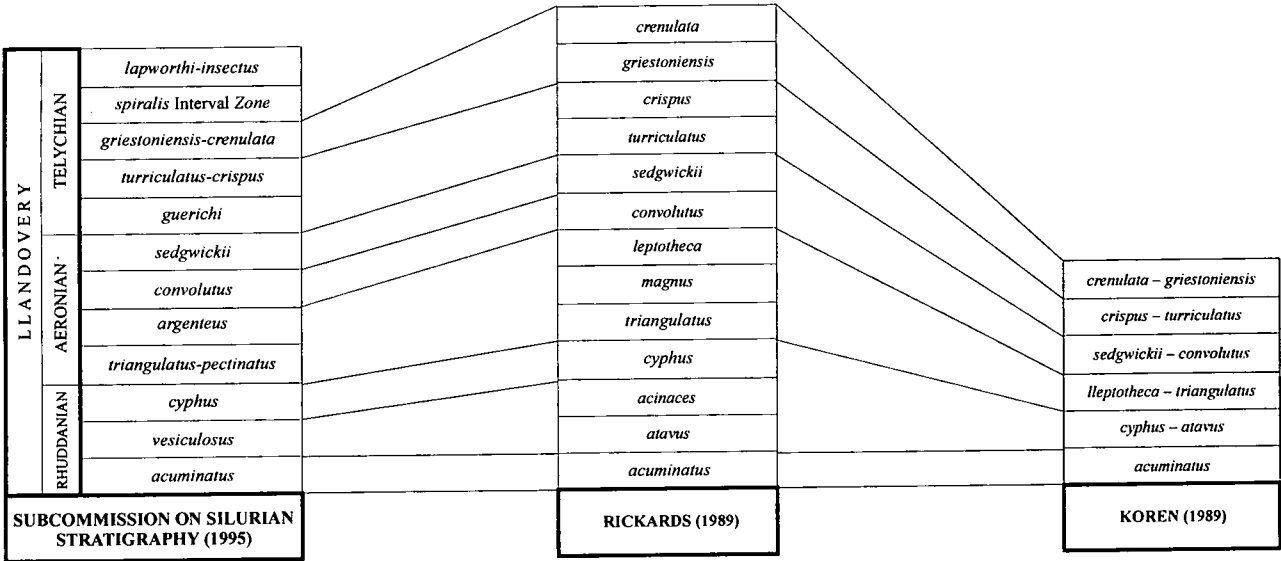 LLANDOVERY
TELYCHIAN
lapworthi-insectus
spiralis Interval Zone
griestoniensis-crenulata
turriculatus-crispus
guerichi
AERONIAN
sedgwickii
convolutus
argenteus
triangulatus-pectinatus
RHUDDANIAN
cyphus
vesiculosus
acuminatus
SUBCOMMISSION ON SILURIAN
STRATIGRAPHY (1995)
crenulata
griestoniensis
crispus
turriculatus
sedgwickii
convolutus
leptotheca
magnus
triangulatus
cyphus
acinaces
atavus
acuminatus
RICKARDS (1989)
crenulata – griestoniensis
crispus – turriculatus
sedgwickii – convolutus
lleptotheca – triangulatus
cyphus – atavus
acuminatus
KOREN (1989)